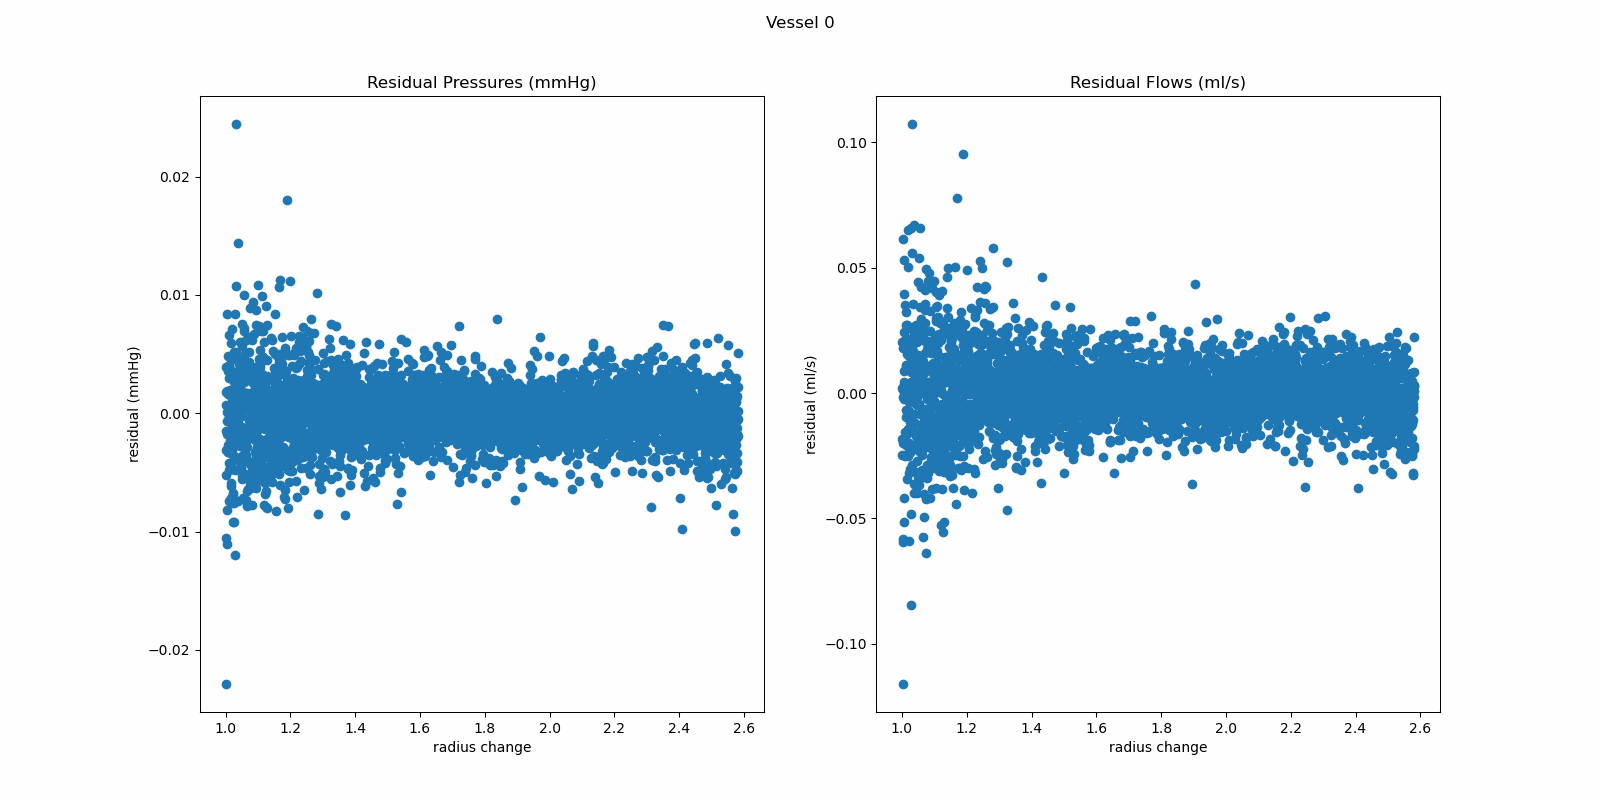 Vessel 0
Residual Pressures (mmHg)
residual (mmHg)
0.02
0.01
0.00
−0.01
−0.02
1.0 1.2 1.4 1.6 1.8 2.0 2.2 2.4 2.6
radius change
Residual Flows (ml/s)
residual (ml/s)
0.10
0.05
0.00
−0.05
−0.10
1.0 1.2 1.4 1.6 1.8 2.0 2.2 2.4 2.6
radius change